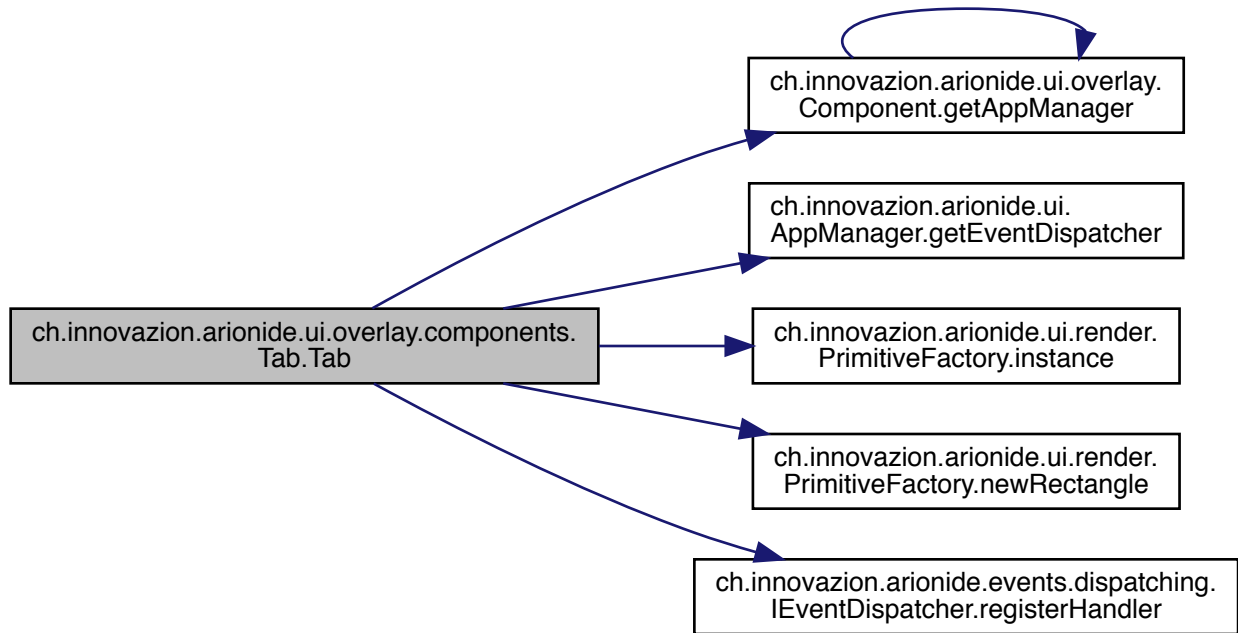 ch.innovazion.arionide.ui.overlay.
Component.getAppManager
ch.innovazion.arionide.ui.
AppManager.getEventDispatcher
ch.innovazion.arionide.ui.overlay.components.
Tab.Tab
ch.innovazion.arionide.ui.render.
PrimitiveFactory.instance
ch.innovazion.arionide.ui.render.
PrimitiveFactory.newRectangle
ch.innovazion.arionide.events.dispatching.
IEventDispatcher.registerHandler